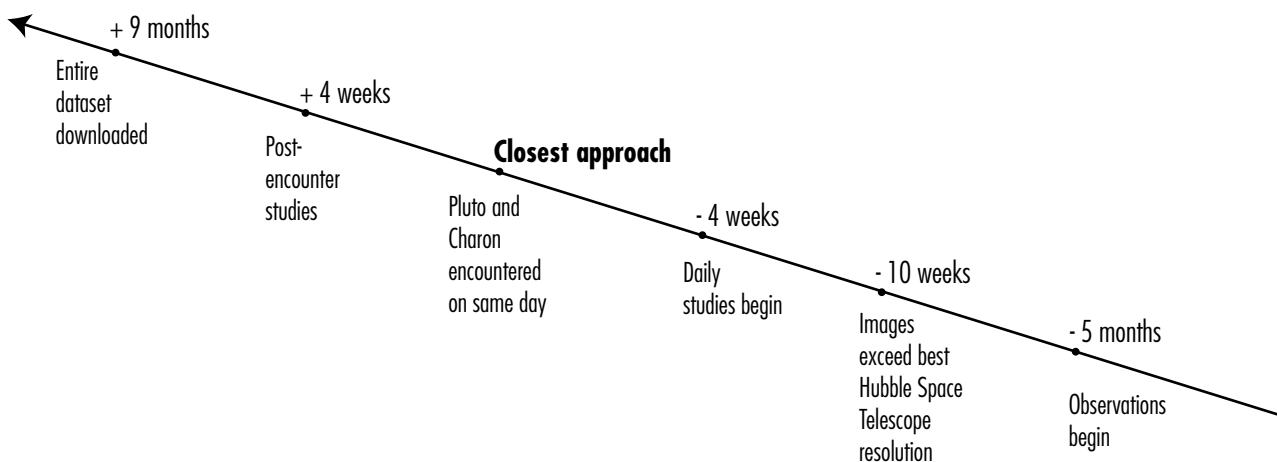 + 9 months
Entire
dataset
downloaded
+ 4 weeks
Post-
encounter
studies
Closest approach
Pluto and
Charon
encountered
on same day
- 4 weeks
Daily
studies begin
- 10 weeks
Images
exceed best
Hubble Space
Telescope
resolution
- 5 months
Observations
begin